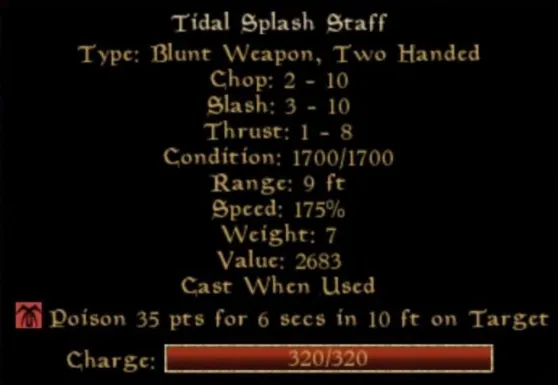 Tidal Splash Staff
Type: Blunt Weapon, Two Handed
Chop: 2 - 10
Slash: 3 - 10
Thrust: 1 - 8
Condition: 1700/1700
Range: 9 ft
Speed: 175%
Weight: 7
Value: 2683
Cast When Used
Poison 35 pts for 6 secs in 10 ft on Target
Charge: 320/320